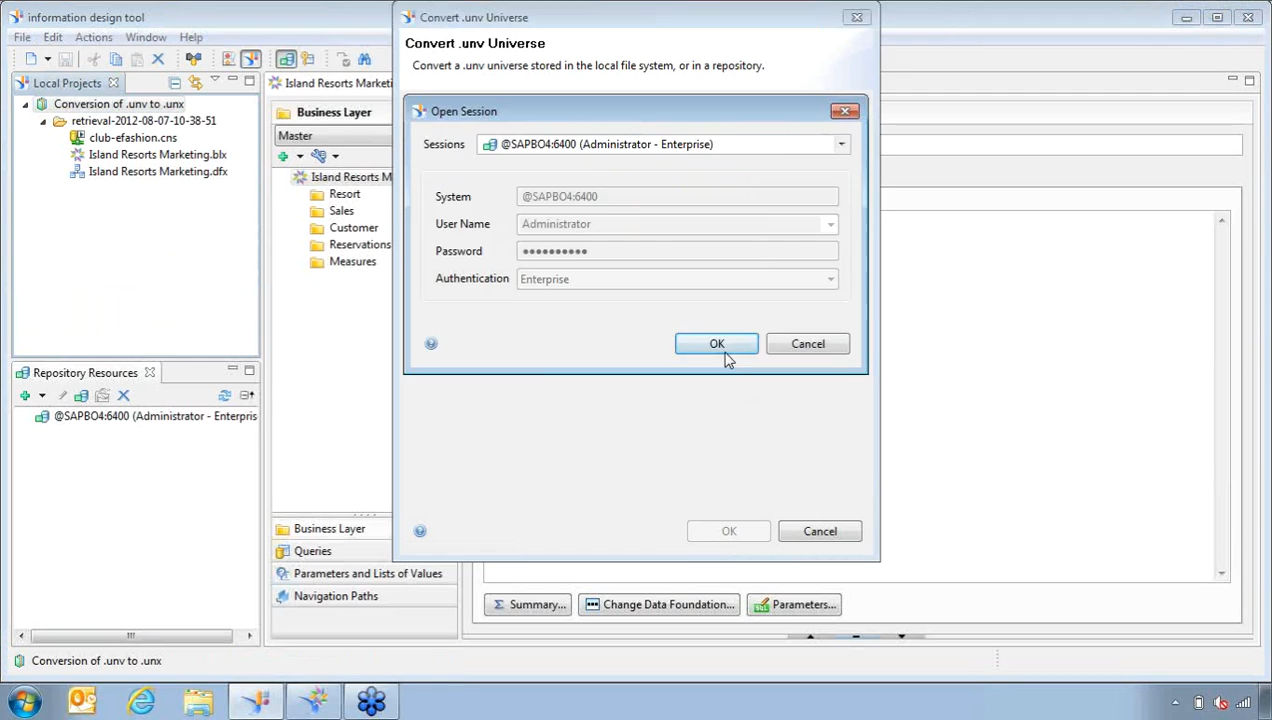 information design tool
File Edit Actions Window Help
Local Projects
Conversion of .unv to .unx
retrieval-2012-08-07-10-38-51
club-efashion.cns
Island Resorts Marketing.blx
Island Resorts Marketing.dfx
Repository Resources
@SAPBO4:6400 (Administrator - Enterpris
Island Resorts Marketi
Business Layer
Master
Island Resorts M
Resort
Sales
Customer
Reservations
Measures
Business Layer
Queries
Parameters and Lists of Values
Navigation Paths
Convert .unv Universe
Convert .unv Universe
Convert a .unv universe stored in the local file system, or in a repository.
Open Session
Sessions @SAPBO4:6400 (Administrator - Enterprise)
System @SAPBO4:6400
User Name Administrator
Password ••••••••••
Authentication Enterprise
OK Cancel
OK Cancel
Σ Summary... Change Data Foundation... Parameters...
Conversion of .unv to .unx